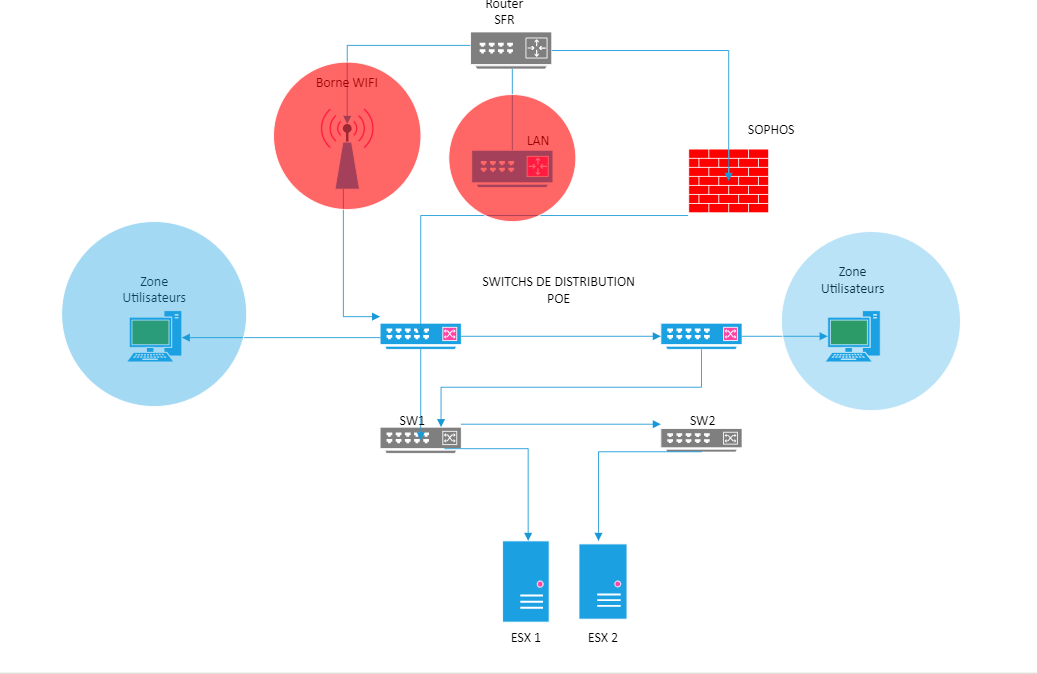 Router
SFR
Borne WIFI
LAN
SOPHOS
Zone
Utilisateurs
SWITCHS DE DISTRIBUTION
POE
Zone
Utilisateurs
SW1
SW2
ESX 1
ESX 2